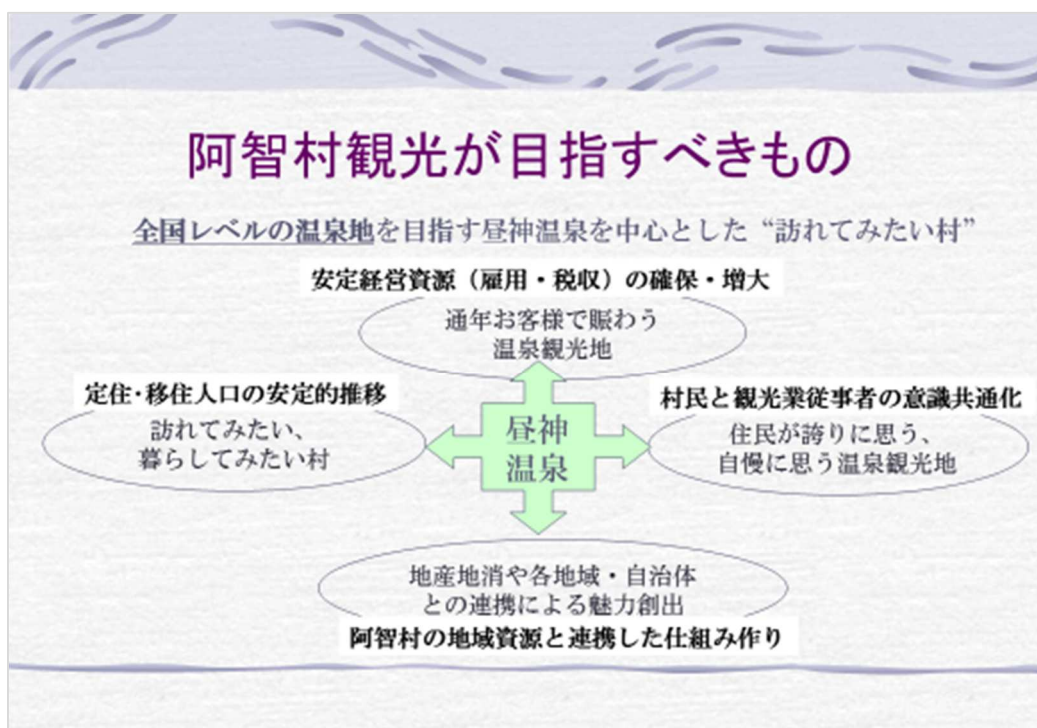 阿智村観光が目指すべきもの
全国レベルの温泉地を目指す昼神温泉を中心とした“訪れてみたい村”
安定経営資源（雇用・税収）の確保・増大
通年お客様で賑わう
温泉観光地
定住･移住人口の安定的推移
訪れてみたい、
暮らしてみたい村
昼神
温泉
村民と観光業従事者の意識共通化
住民が誇りに思う、
自慢に思う温泉観光地
地産地消や各地域・自治体
との連携による魅力創出
阿智村の地域資源と連携した仕組み作り